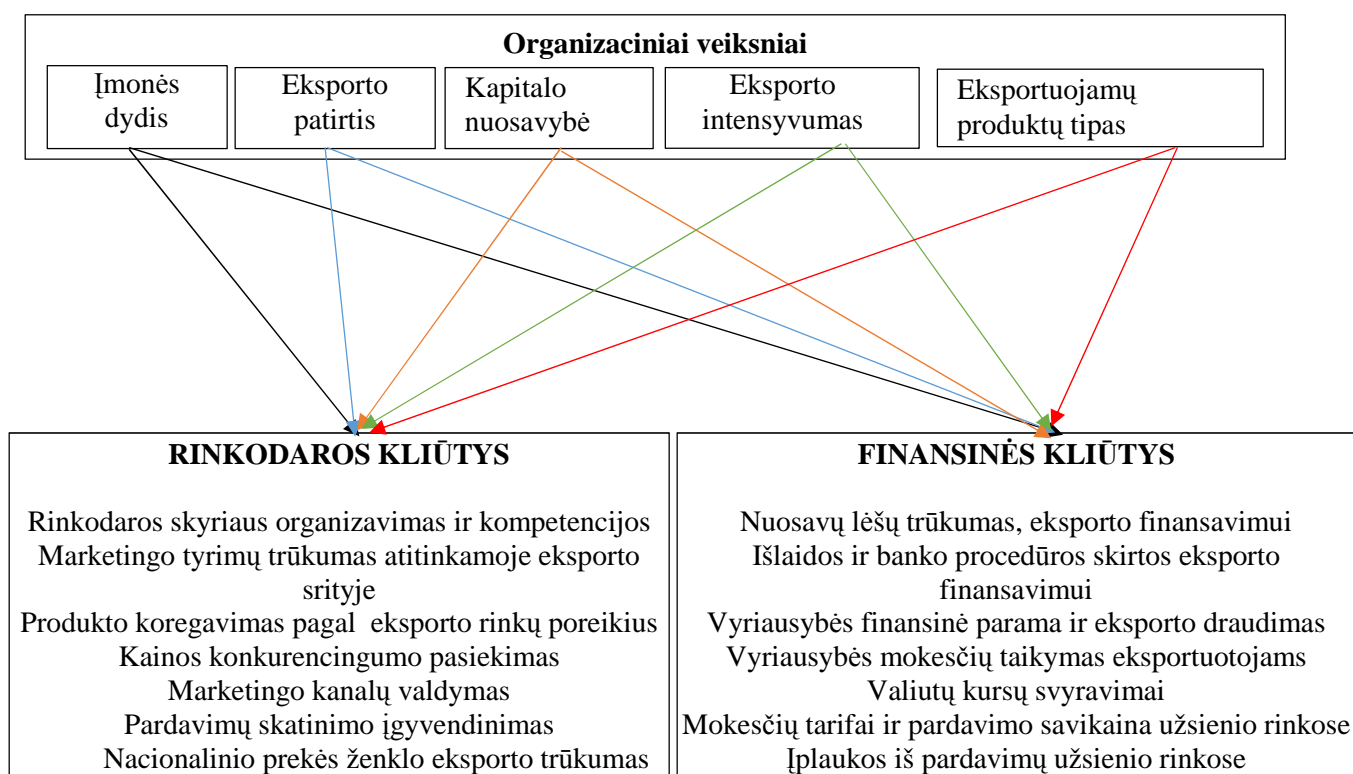 Organizaciniai veiksniai
Įmonės
dydis
Eksporto
patirtis
Kapitalo
nuosavybė
Eksporto
intensyvumas
Eksportuojamų
produktų tipas
RINKODAROS KLIŪTYS
Rinkodaros skyriaus organizavimas ir kompetencijos
Marketingo tyrimų trūkumas atitinkamoje eksporto
srityje
Produkto koregavimas pagal eksporto rinkų poreikius
Kainos konkurencingumo pasiekimas
Marketingo kanalų valdymas
Pardavimų skatinimo įgyvendinimas
Nacionalinio prekės ženklo eksporto trūkumas
FINANSINĖS KLIŪTYS
Nuosavų lėšų trūkumas, eksporto finansavimui
Išlaidos ir banko procedūros skirtos eksporto
finansavimui
Vyriausybės finansinė parama ir eksporto draudimas
Vyriausybės mokesčių taikymas eksportuotojams
Valiutų kursų svyravimai
Mokesčių tarifai ir pardavimo savikaina užsienio rinkose
Įplaukos iš pardavimų užsienio rinkose